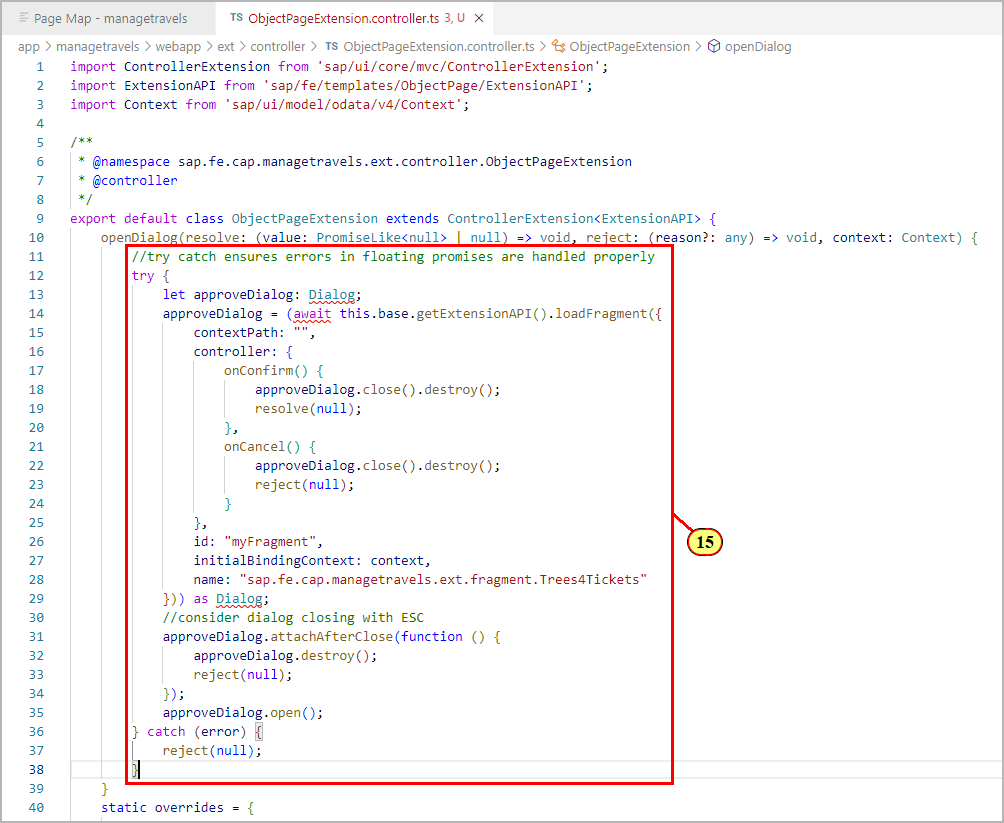 Page Map - managetravels
TS ObjectPageExtension.controller.ts 3, U
app > managetravels > webapp > ext > controller > TS ObjectPageExtension.controller.ts > ObjectPageExtension > openDialog
1 import ControllerExtension from 'sap/ui/core/mvc/ControllerExtension';
2 import ExtensionAPI from 'sap/fe/templates/ObjectPage/ExtensionAPI';
3 import Context from 'sap/ui/model/odata/v4/Context';
4
5 /**
6 * @namespace sap.fe.cap.managetravels.ext.controller.ObjectPageExtension
7 * @controller
8 */
9 export default class ObjectPageExtension extends ControllerExtension<ExtensionAPI> {
10 openDialog(resolve: (value: PromiseLike<null> | null) => void, reject: (reason?: any) => void, context: Context) {
11 //try catch ensures errors in floating promises are handled properly
12 try {
13 let approveDialog: Dialog;
14 approveDialog = (await this.base.getExtensionAPI().loadFragment({
15 contextPath: "",
16 controller: {
17 onConfirm() {
18 approveDialog.close().destroy();
19 resolve(null);
20 },
21 onCancel() {
22 approveDialog.close().destroy();
23 reject(null);
24 }
25 },
26 id: "myFragment",
27 initialBindingContext: context,
28 name: "sap.fe.cap.managetravels.ext.fragment.Trees4Tickets"
29 })) as Dialog;
30 //consider dialog closing with ESC
31 approveDialog.attachAfterClose(function () {
32 approveDialog.destroy();
33 reject(null);
34 });
35 approveDialog.open();
36 } catch (error) {
37 reject(null);
38 }
39 }
40 static overrides = {
15